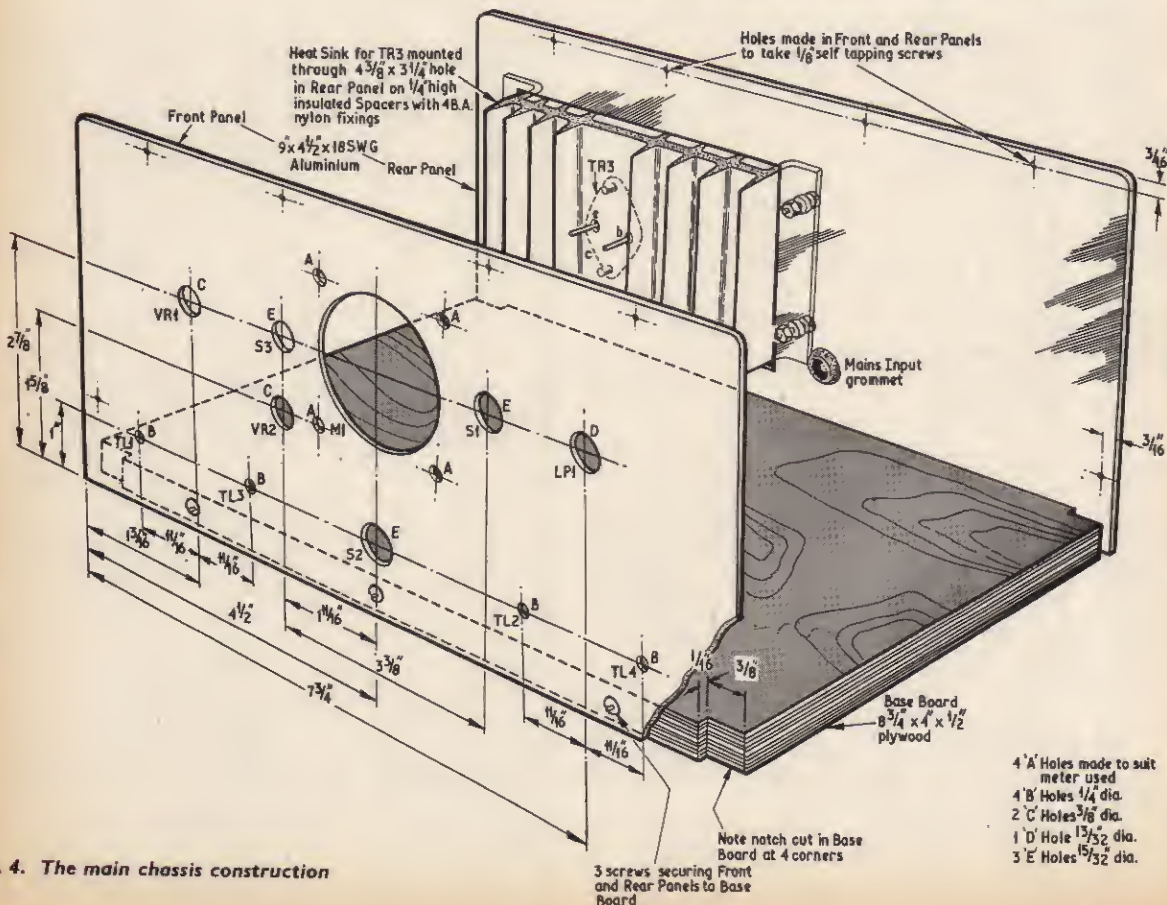 Holes made in Front and Rear Panels
to take 1/8" self tapping screws
Heat Sink for TR3 mounted
through 4 3/8" x 3 1/4" hole
in Rear Panel on 1/4" high
insulated Spacers with 4B.A.
nylon fixings
Front Panel
9" x 4 1/2" x 18SWG
Aluminium
Rear Panel
3/16"
TR3
e
b
c
A
C
VR1
E
S3
A
2 7/8"
1 5/8"
1"
Mains Input
grommet
C
VR2
A
M1
E
S1
D
LP1
3/16"
TL1
B
A
B
TL3
E
S2
B
TL2
B
TL4
1 3/16"
11/16"
11/16"
4 1/2"
1 11/16"
3 3/8"
7 3/4"
11/16"
11/16"
1/16"
3/8"
Base Board
8 3/4" x 4" x 1/2"
plywood
4 'A' Holes made to suit
meter used
4 'B' Holes 1/4" dia.
2 'C' Holes 3/8" dia.
1 'D' Hole 13/32" dia.
3 'E' Holes 15/32" dia.
Note notch cut in Base
Board at 4 corners
3 screws securing Front
and Rear Panels to Base
Board
. 4. The main chassis construction